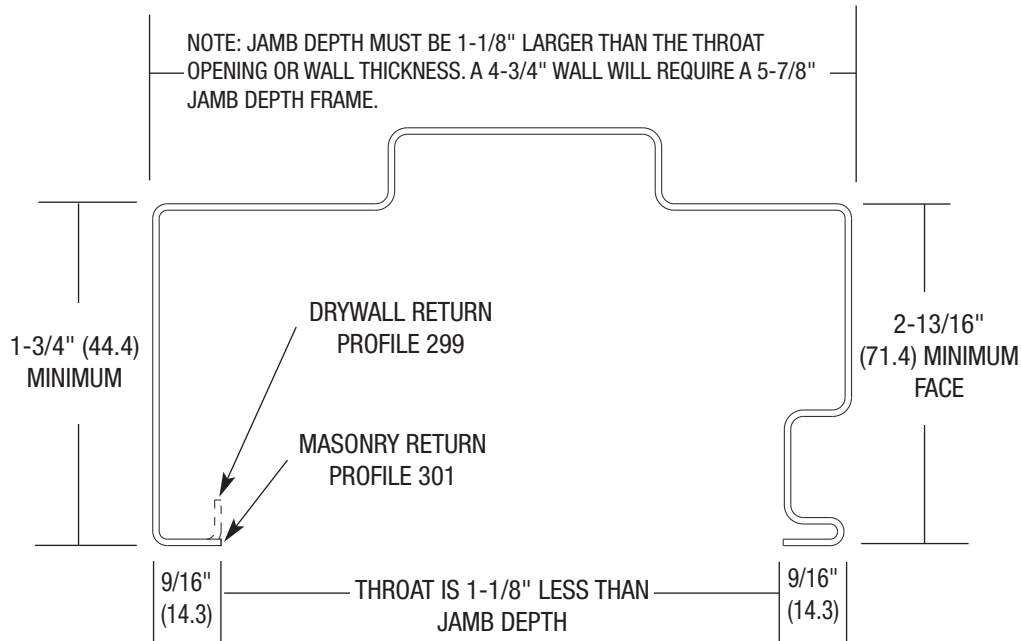 NOTE: JAMB DEPTH MUST BE 1-1/8" LARGER THAN THE THROAT
OPENING OR WALL THICKNESS. A 4-3/4" WALL WILL REQUIRE A 5-7/8"
JAMB DEPTH FRAME.
DRYWALL RETURN
PROFILE 299
1-3/4" (44.4)
MINIMUM
2-13/16"
(71.4) MINIMUM
FACE
MASONRY RETURN
PROFILE 301
9/16"
(14.3)
THROAT IS 1-1/8" LESS THAN
JAMB DEPTH
9/16"
(14.3)